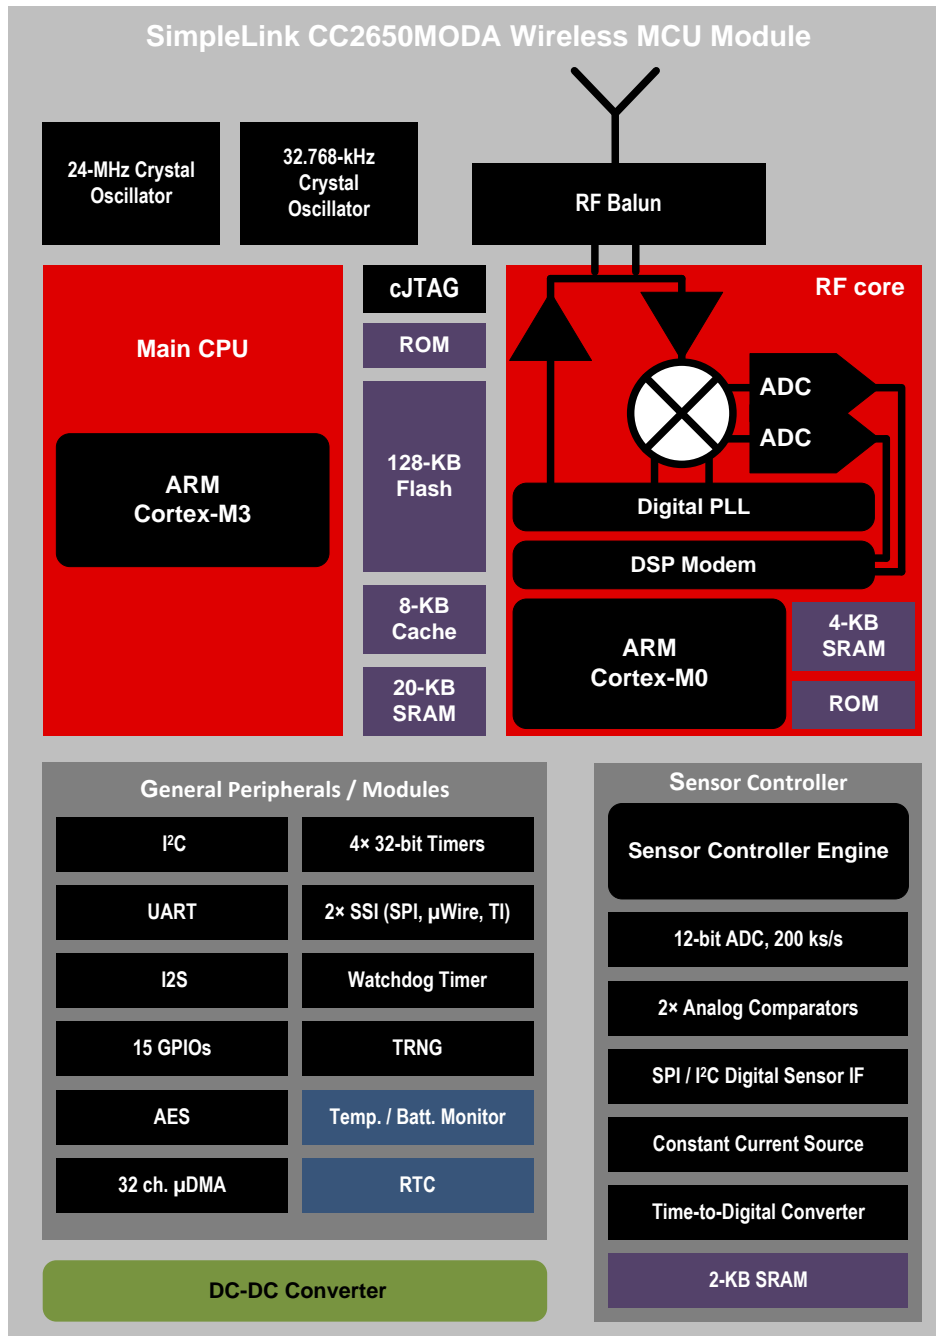 SimpleLink CC2650MODA Wireless MCU Module
24-MHz Crystal
Oscillator
32.768-kHz
Crystal
Oscillator
RF Balun
Main CPU
ARM
Cortex-M3
cJTAG
ROM
128-KB
Flash
8-KB
Cache
20-KB
SRAM
RF core
ADC
ADC
Digital PLL
DSP Modem
ARM
Cortex-M0
4-KB
SRAM
ROM
General Peripherals / Modules
I²C
4× 32-bit Timers
UART
2× SSI (SPI, µWire, TI)
I2S
Watchdog Timer
15 GPIOs
TRNG
AES
Temp. / Batt. Monitor
32 ch. µDMA
RTC
Sensor Controller
Sensor Controller Engine
12-bit ADC, 200 ks/s
2× Analog Comparators
SPI / I²C Digital Sensor IF
Constant Current Source
Time-to-Digital Converter
2-KB SRAM
DC-DC Converter